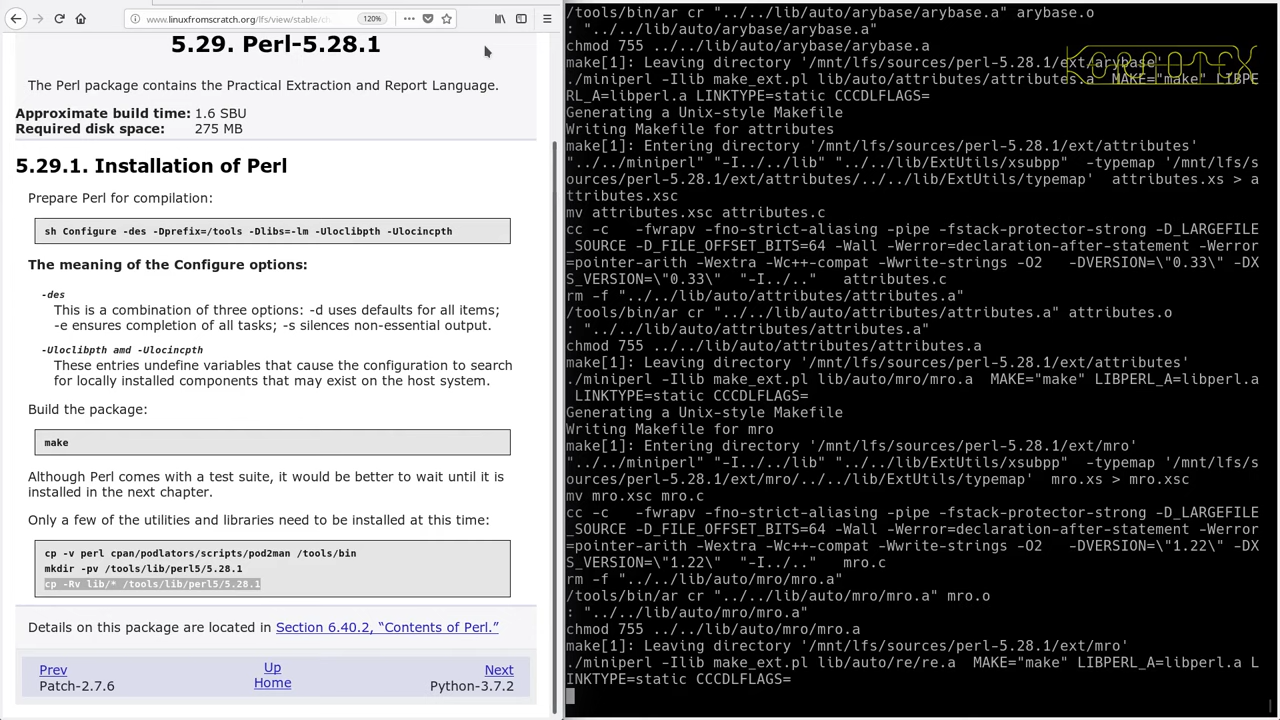 www.linuxfromscratch.org/lfs/view/stable/ch
120%
5.29. Perl-5.28.1
The Perl package contains the Practical Extraction and Report Language.
Approximate build time: 1.6 SBU
Required disk space: 275 MB
5.29.1. Installation of Perl
Prepare Perl for compilation:
sh Configure -des -Dprefix=/tools -Dlibs=-lm -Uloclibpth -Ulocincpth
The meaning of the Configure options:
-des
This is a combination of three options: -d uses defaults for all items;
-e ensures completion of all tasks; -s silences non-essential output.
-Uloclibpth amd -Ulocincpth
These entries undefine variables that cause the configuration to search
for locally installed components that may exist on the host system.
Build the package:
make
Although Perl comes with a test suite, it would be better to wait until it is
installed in the next chapter.
Only a few of the utilities and libraries need to be installed at this time:
cp -v perl cpan/podlators/scripts/pod2man /tools/bin
mkdir -pv /tools/lib/perl5/5.28.1
cp -Rv lib/* /tools/lib/perl5/5.28.1
Details on this package are located in Section 6.40.2, “Contents of Perl.”
Prev
Up
Next
Patch-2.7.6
Home
Python-3.7.2
/tools/bin/ar cr "../../lib/auto/arybase/arybase.a" arybase.o
: "../../lib/auto/arybase/arybase.a"
chmod 755 ../../lib/auto/arybase/arybase.a
make[1]: Leaving directory '/mnt/lfs/sources/perl-5.28.1/ext/arybase'
./miniperl -Ilib make_ext.pl lib/auto/attributes/attributes.a  MAKE="make" LIBPE
RL_A=libperl.a LINKTYPE=static CCCDLFLAGS=
Generating a Unix-style Makefile
Writing Makefile for attributes
make[1]: Entering directory '/mnt/lfs/sources/perl-5.28.1/ext/attributes'
"../../miniperl" "-I../../lib" "../../lib/ExtUtils/xsubpp"  -typemap '/mnt/lfs/s
ources/perl-5.28.1/ext/attributes/../../lib/ExtUtils/typemap'  attributes.xs > a
ttributes.xsc
mv attributes.xsc attributes.c
cc -c   -fwrapv -fno-strict-aliasing -pipe -fstack-protector-strong -D_LARGEFILE
_SOURCE -D_FILE_OFFSET_BITS=64 -Wall -Werror=declaration-after-statement -Werror
=pointer-arith -Wextra -Wc++-compat -Wwrite-strings -O2   -DVERSION=\"0.33\" -DX
S_VERSION=\"0.33\"  "-I../.."   attributes.c
rm -f "../../lib/auto/attributes/attributes.a"
/tools/bin/ar cr "../../lib/auto/attributes/attributes.a" attributes.o
: "../../lib/auto/attributes/attributes.a"
chmod 755 ../../lib/auto/attributes/attributes.a
make[1]: Leaving directory '/mnt/lfs/sources/perl-5.28.1/ext/attributes'
./miniperl -Ilib make_ext.pl lib/auto/mro/mro.a  MAKE="make" LIBPERL_A=libperl.a
LINKTYPE=static CCCDLFLAGS=
Generating a Unix-style Makefile
Writing Makefile for mro
make[1]: Entering directory '/mnt/lfs/sources/perl-5.28.1/ext/mro'
"../../miniperl" "-I../../lib" "../../lib/ExtUtils/xsubpp"  -typemap '/mnt/lfs/s
ources/perl-5.28.1/ext/mro/../../lib/ExtUtils/typemap'  mro.xs > mro.xsc
mv mro.xsc mro.c
cc -c   -fwrapv -fno-strict-aliasing -pipe -fstack-protector-strong -D_LARGEFILE
_SOURCE -D_FILE_OFFSET_BITS=64 -Wall -Werror=declaration-after-statement -Werror
=pointer-arith -Wextra -Wc++-compat -Wwrite-strings -O2   -DVERSION=\"1.22\" -DX
S_VERSION=\"1.22\"  "-I../.."   mro.c
rm -f "../../lib/auto/mro/mro.a"
/tools/bin/ar cr "../../lib/auto/mro/mro.a" mro.o
: "../../lib/auto/mro/mro.a"
chmod 755 ../../lib/auto/mro/mro.a
make[1]: Leaving directory '/mnt/lfs/sources/perl-5.28.1/ext/mro'
./miniperl -Ilib make_ext.pl lib/auto/re/re.a  MAKE="make" LIBPERL_A=libperl.a L
INKTYPE=static CCCDLFLAGS=